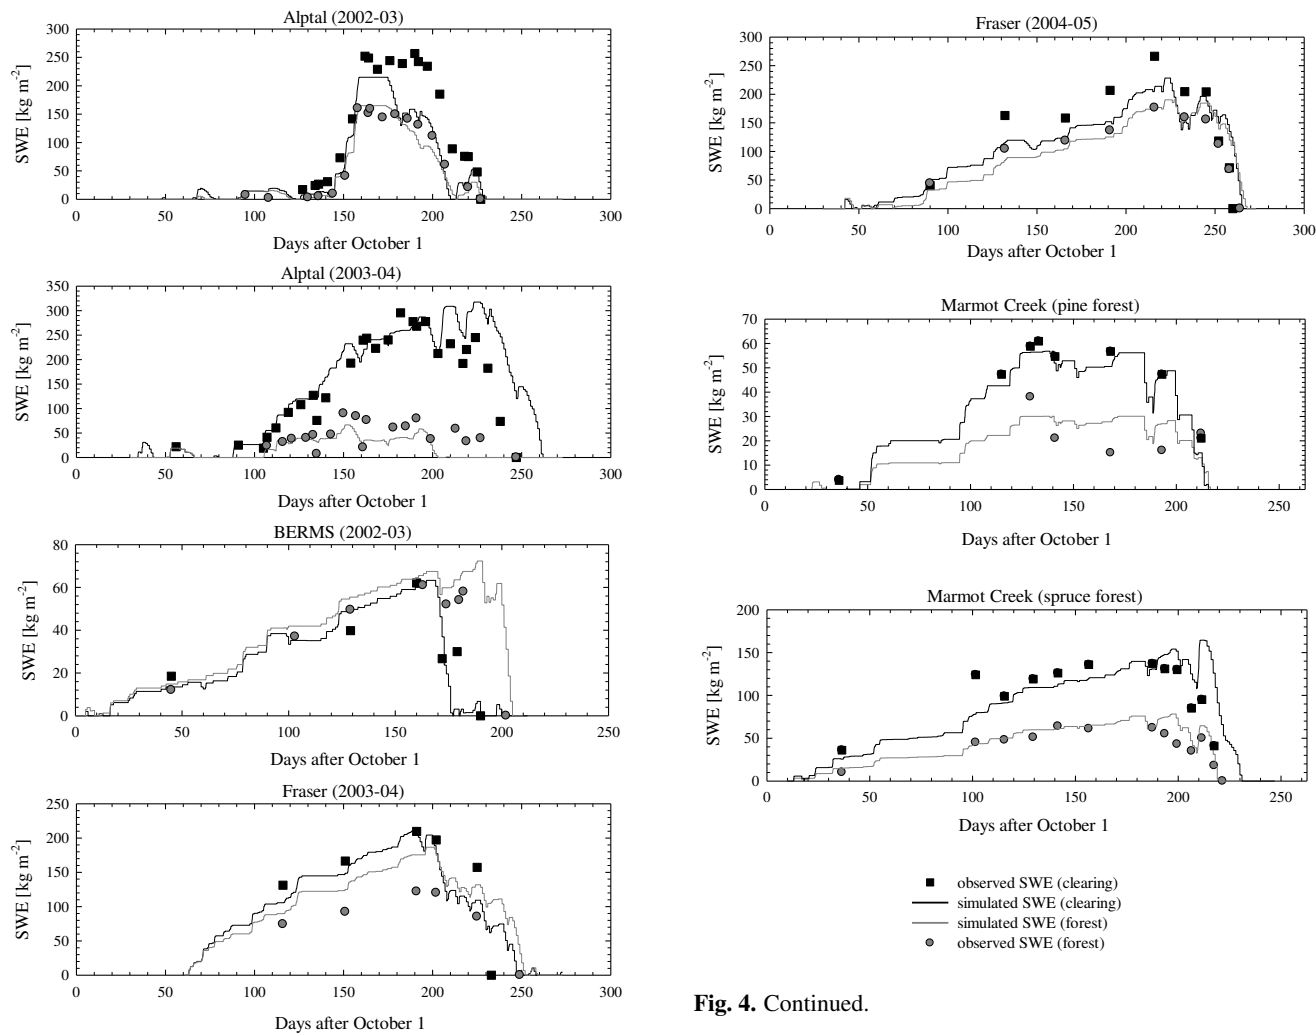 Alptal (2002-03)
300
250
200
150
100
50
0
SWE [kg m-2]
0 50 100 150 200 250 300
Days after October 1
Alptal (2003-04)
350
300
250
200
150
100
50
0
SWE [kg m-2]
0 50 100 150 200 250 300
Days after October 1
BERMS (2002-03)
80
60
40
20
0
SWE [kg m-2]
0 50 100 150 200 250
Days after October 1
Fraser (2003-04)
250
200
150
100
50
0
SWE [kg m-2]
0 50 100 150 200 250 300
Days after October 1
Fraser (2004-05)
300
250
200
150
100
50
0
SWE [kg m-2]
0 50 100 150 200 250 300
Days after October 1
Marmot Creek (pine forest)
70
60
50
40
30
20
10
0
SWE [kg m-2]
0 50 100 150 200 250
Days after October 1
Marmot Creek (spruce forest)
200
150
100
50
0
SWE [kg m-2]
0 50 100 150 200 250
Days after October 1
observed SWE (clearing)
simulated SWE (clearing)
simulated SWE (forest)
observed SWE (forest)
Fig. 4. Continued.